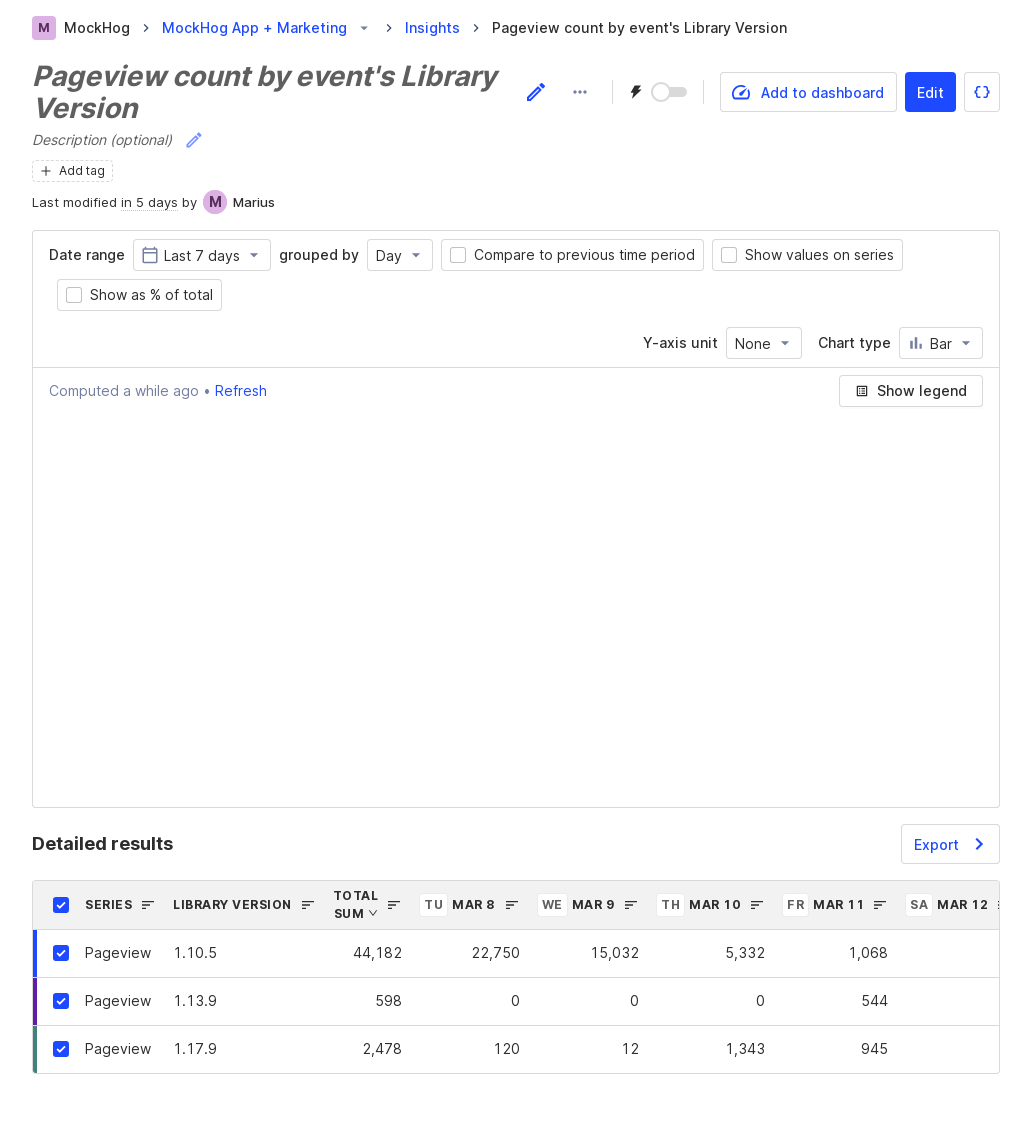 M MockHog > MockHog App + Marketing > Insights > Pageview count by event's Library Version
Pageview count by event's Library
Version
Add to dashboard Edit {}
Description (optional)
+ Add tag
Last modified in 5 days by M Marius
Date range Last 7 days grouped by Day Compare to previous time period Show values on series
Show as % of total
Y-axis unit None Chart type Bar
Computed a while ago • Refresh Show legend
Detailed results Export
SERIES LIBRARY VERSION TOTAL SUM TU MAR 8 WE MAR 9 TH MAR 10 FR MAR 11 SA MAR 12
Pageview 1.10.5 44,182 22,750 15,032 5,332 1,068
Pageview 1.13.9 598 0 0 0 544
Pageview 1.17.9 2,478 120 12 1,343 945